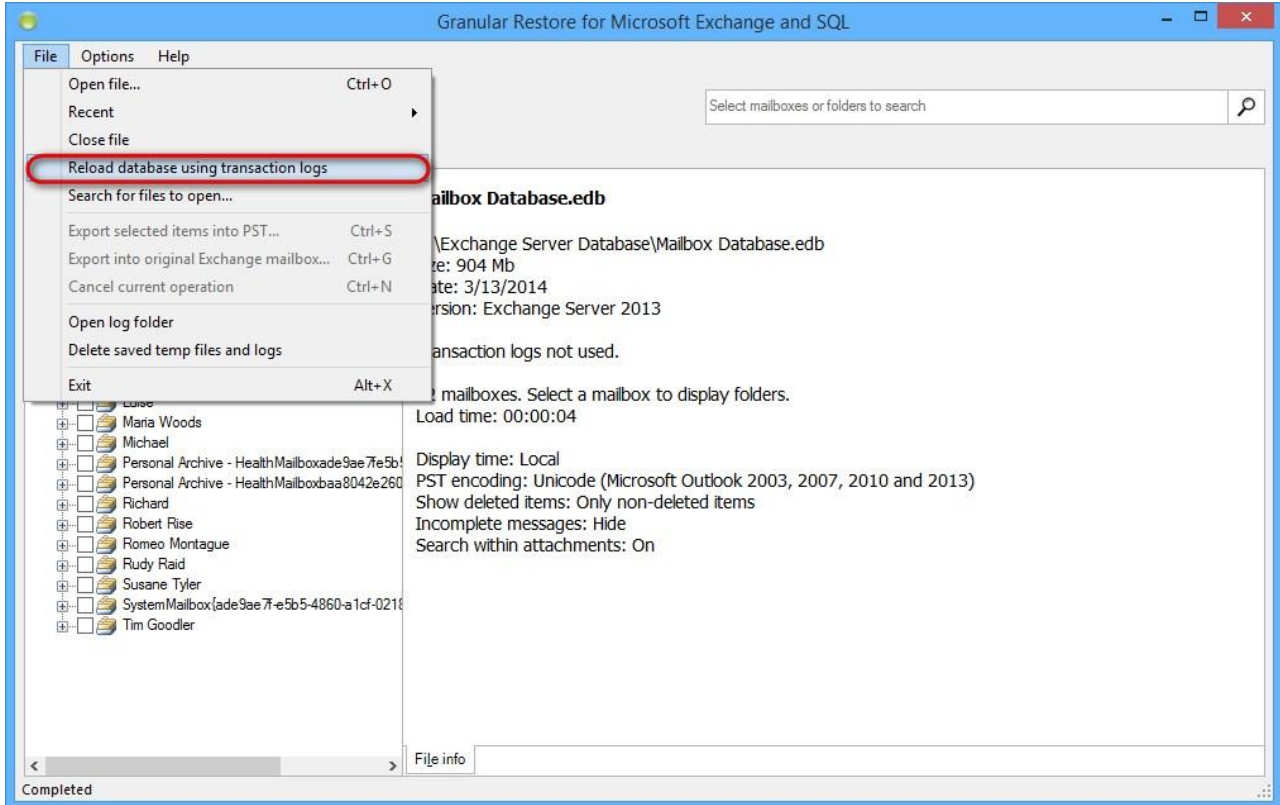 Granular Restore for Microsoft Exchange and SQL
File Options Help
Open file... Ctrl+O
Recent
Close file
Reload database using transaction logs
Search for files to open...
Export selected items into PST... Ctrl+S
Export into original Exchange mailbox... Ctrl+G
Cancel current operation Ctrl+N
Open log folder
Delete saved temp files and logs
Exit Alt+X
Select mailboxes or folders to search
Maria Woods
Michael
Personal Archive - HealthMailboxade9ae7fe5b5
Personal Archive - HealthMailboxbaa8042e260
Richard
Robert Rise
Romeo Montague
Rudy Raid
Susane Tyler
SystemMailbox{ade9ae7f-e5b5-4860-a1cf-0218
Tim Goodler
ailbox Database.edb
\Exchange Server Database\Mailbox Database.edb
ze: 904 Mb
ate: 3/13/2014
ersion: Exchange Server 2013
ansaction logs not used.
2 mailboxes. Select a mailbox to display folders.
Load time: 00:00:04
Display time: Local
PST encoding: Unicode (Microsoft Outlook 2003, 2007, 2010 and 2013)
Show deleted items: Only non-deleted items
Incomplete messages: Hide
Search within attachments: On
File info
Completed